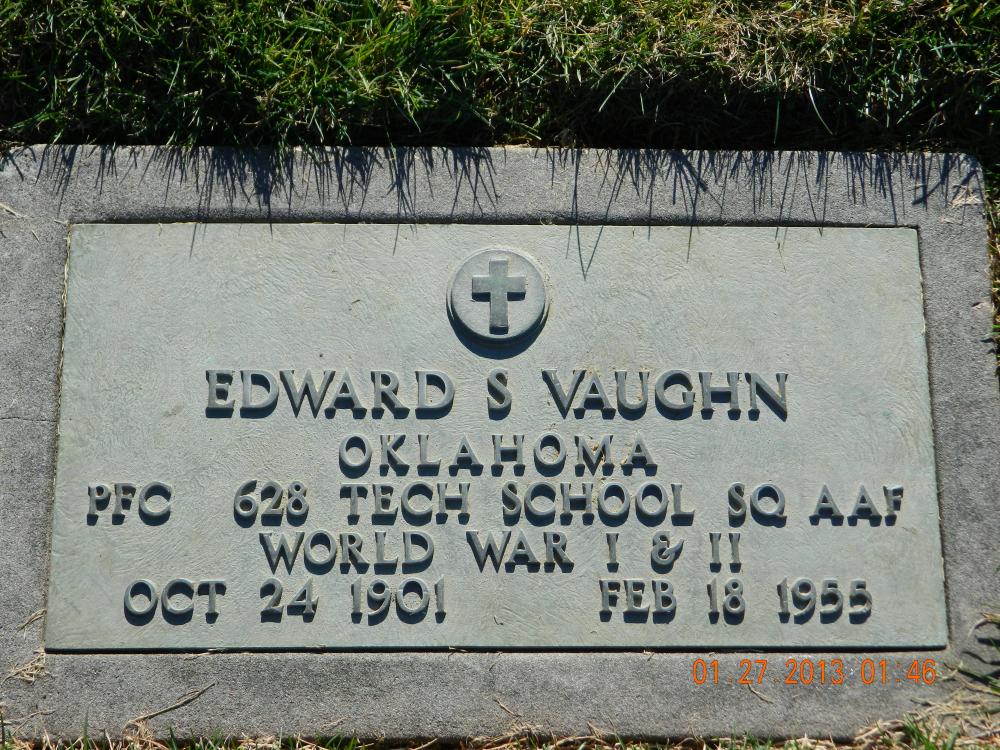 EDWARD S VAUGHN
OKLAHOMA
PFC 628 TECH SCHOOL SQ AAF
WORLD WAR I & II
OCT 24 1901 FEB 18 1955
01.27.2013 01:46